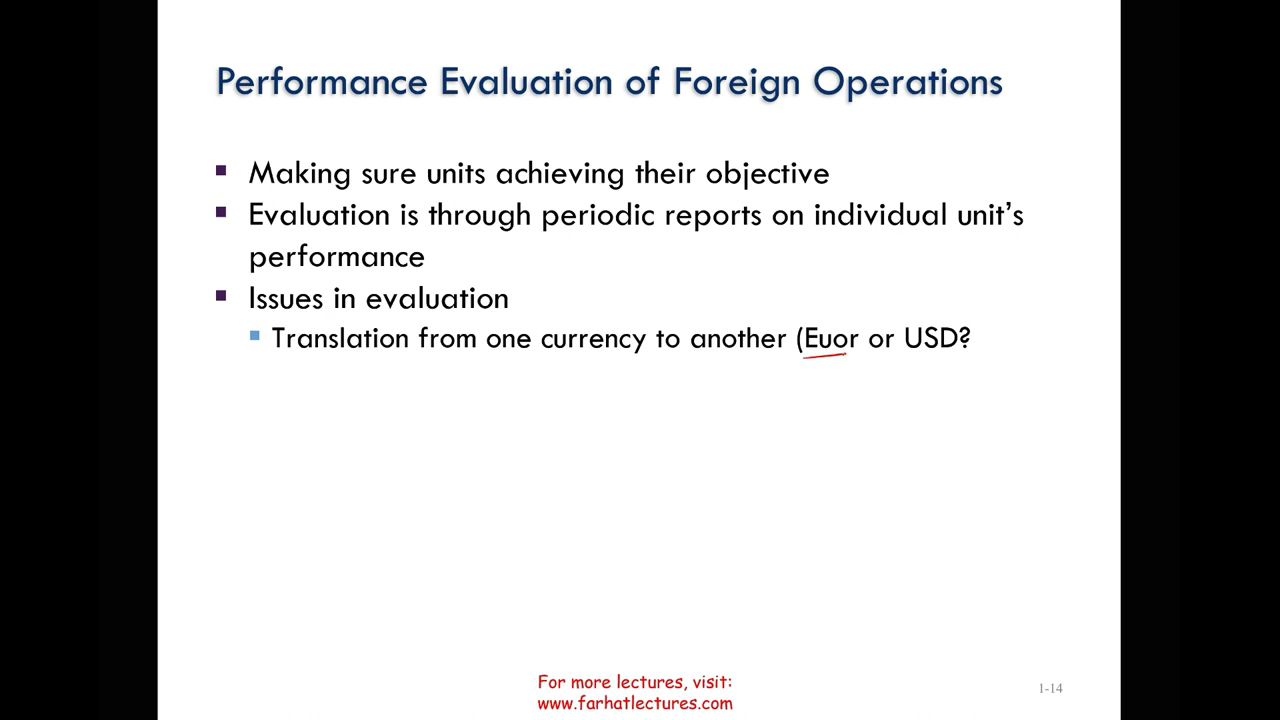 Performance Evaluation of Foreign Operations
Making sure units achieving their objective
Evaluation is through periodic reports on individual unit's
performance
Issues in evaluation
Translation from one currency to another (Euor or USD?
For more lectures, visit:
www.farhatlectures.com
1-14